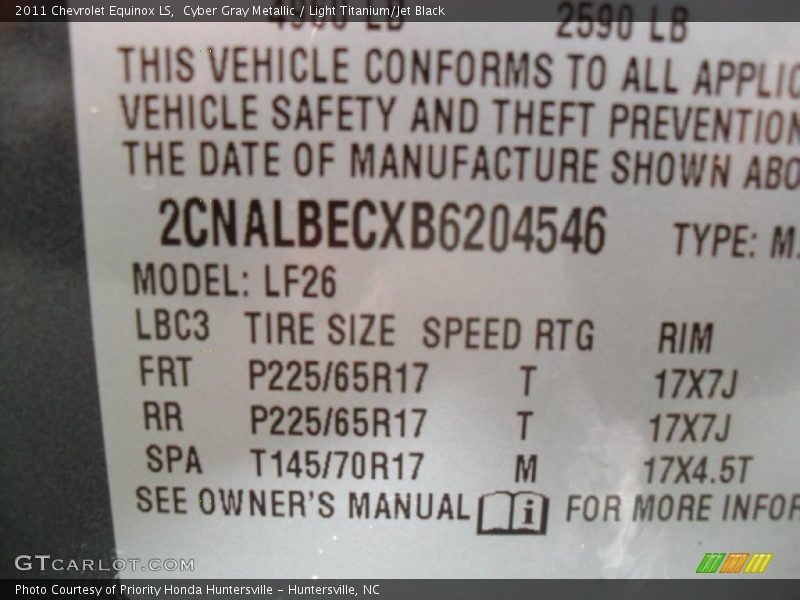 2011 Chevrolet Equinox LS, Cyber Gray Metallic / Light Titanium/Jet Black
2590 LB
THIS VEHICLE CONFORMS TO ALL APPLIC
VEHICLE SAFETY AND THEFT PREVENTION
THE DATE OF MANUFACTURE SHOWN ABO
2CNALBECXB6204546 TYPE: M.
MODEL: LF26
LBC3 TIRE SIZE SPEED RTG RIM
FRT P225/65R17 T 17X7J
RR P225/65R17 T 17X7J
SPA T145/70R17 M 17X4.5T
SEE OWNER'S MANUAL i FOR MORE INFOR
GTCARLOT.COM
Photo Courtesy of Priority Honda Huntersville – Huntersville, NC